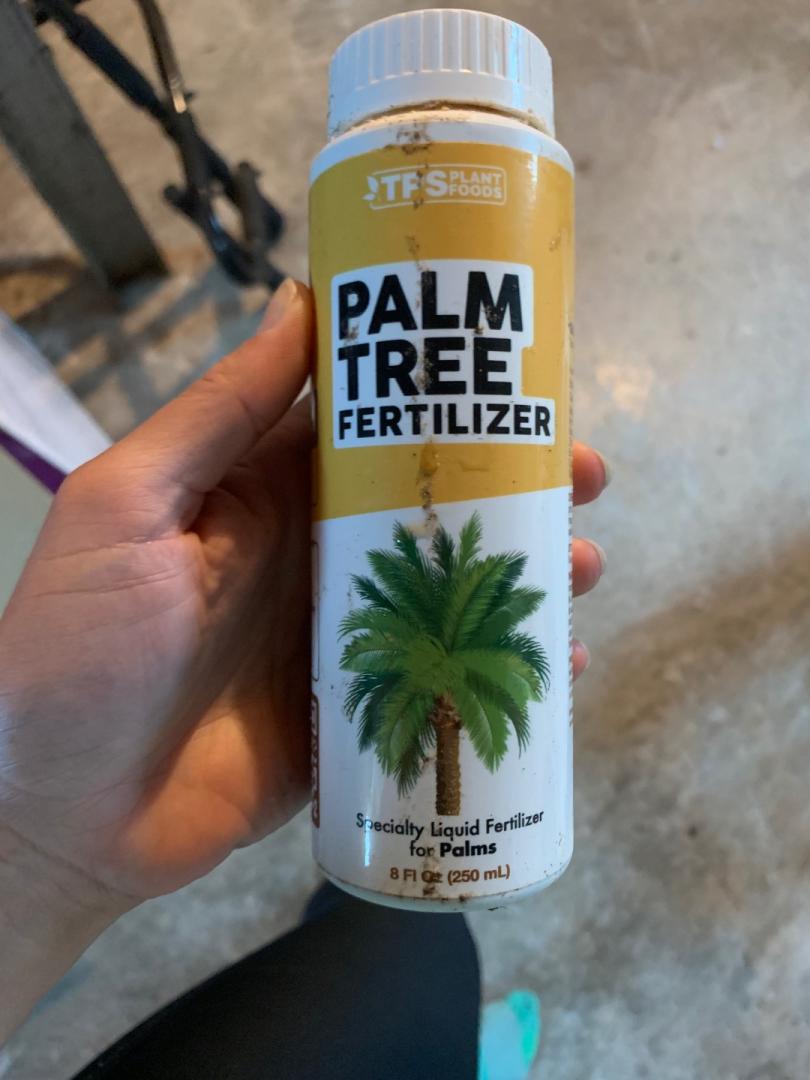 TPS PLANT
FOODS
PALM
TREE
FERTILIZER
Specialty Liquid Fertilizer
for Palms
8 Fl Oz (250 mL)